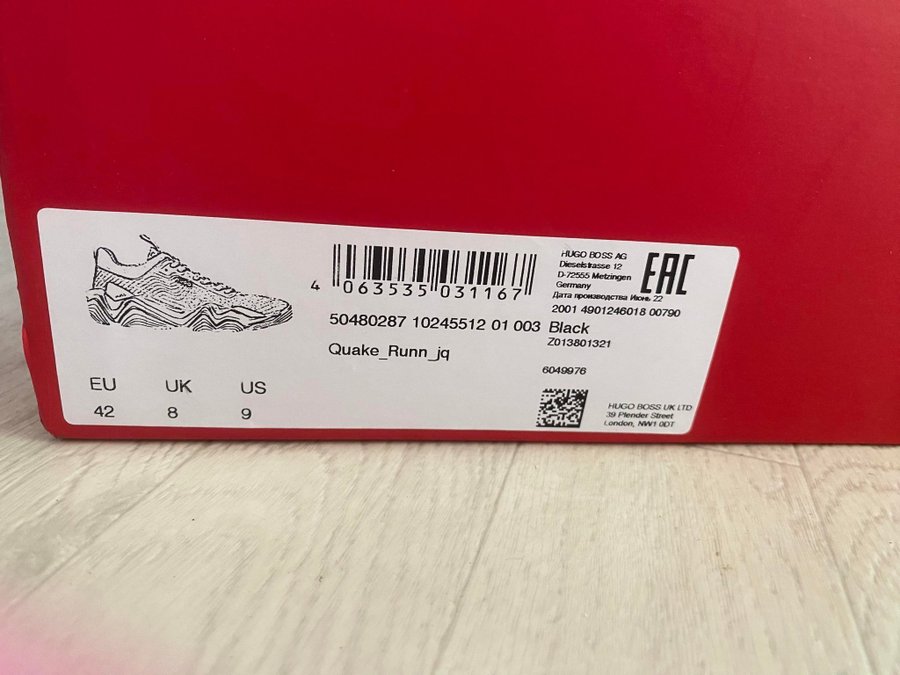 4 063535 031167
50480287 10245512 01 003 Black
Quake_Runn_jq
EU UK US
42 8 9
HUGO BOSS AG
Dieselstrasse 12
D-72555 Metzingen
Germany
Дата производства Июнь 22
EAC
2001 4901246018 00790
Z013801321
6049976
HUGO BOSS UK LTD
39 Plender Street
London, NW1 0DT